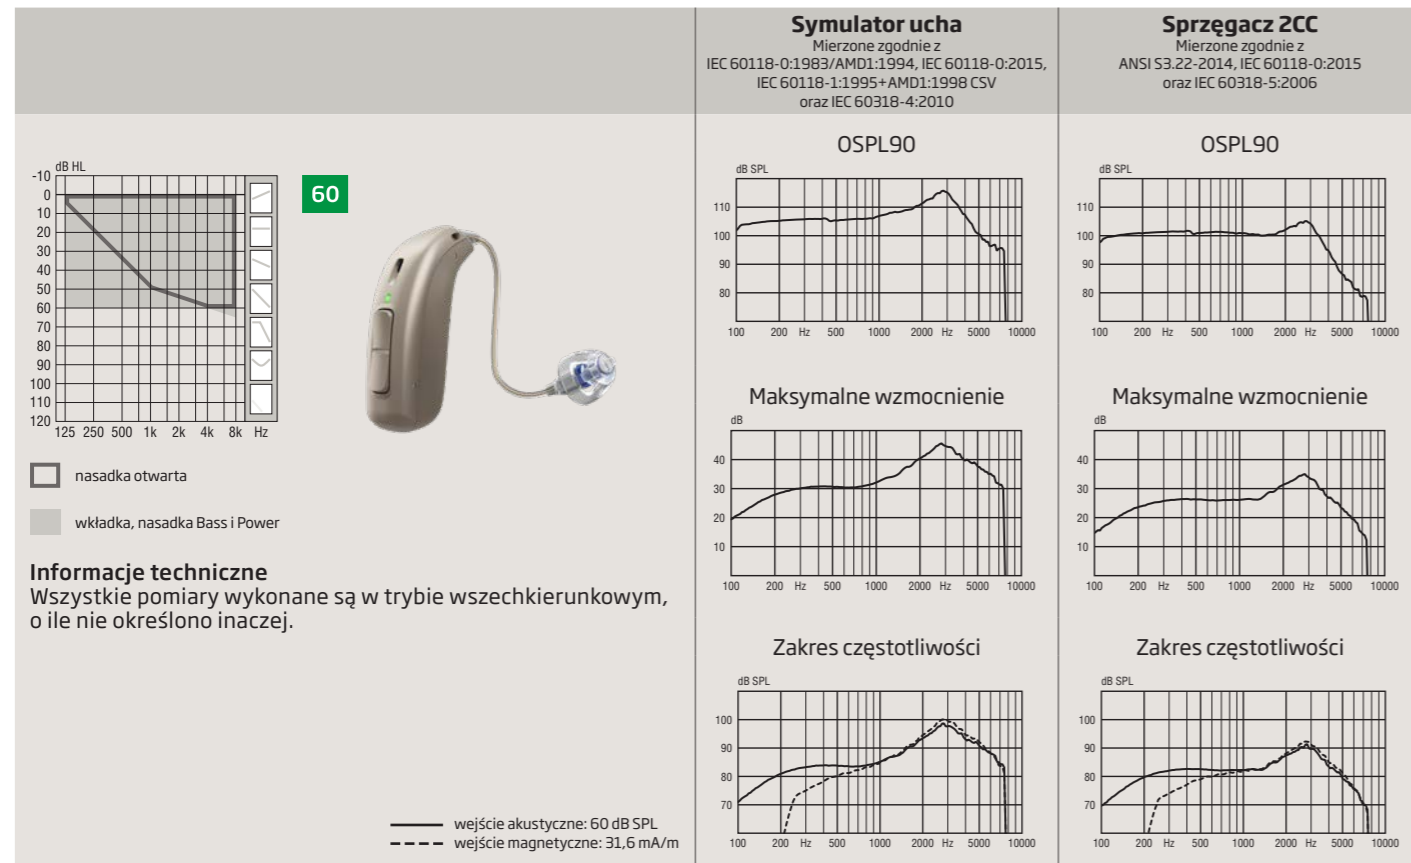 Symulator ucha
Mierzone zgodnie z
IEC 60118-0:1983/AMD1:1994, IEC 60118-0:2015,
IEC 60118-1:1995+AMD1:1998 CSV
oraz IEC 60318-4:2010
Sprzęgacz 2CC
Mierzone zgodnie z
ANSI S3.22-2014, IEC 60118-0:2015
oraz IEC 60318-5:2006
dB HL
-10
0
10
20
30
40
50
60
70
80
90
100
110
120
125 250 500 1k 2k 4k 8k Hz
60
nasadka otwarta
wkładka, nasadka Bass i Power
Informacje techniczne
Wszystkie pomiary wykonane są w trybie wszechkierunkowym,
o ile nie określono inaczej.
wejście akustyczne: 60 dB SPL
wejście magnetyczne: 31,6 mA/m
OSPL90
dB SPL
110
100
90
80
100 200 Hz 500 1000 2000 Hz 5000 10000
OSPL90
dB SPL
110
100
90
80
100 200 Hz 500 1000 2000 Hz 5000 10000
Maksymalne wzmocnienie
dB
40
30
20
10
100 200 Hz 500 1000 2000 Hz 5000 10000
Maksymalne wzmocnienie
dB
40
30
20
10
100 200 Hz 500 1000 2000 Hz 5000 10000
Zakres częstotliwości
dB SPL
100
90
80
70
100 200 Hz 500 1000 2000 Hz 5000 10000
Zakres częstotliwości
dB SPL
100
90
80
70
100 200 Hz 500 1000 2000 Hz 5000 10000